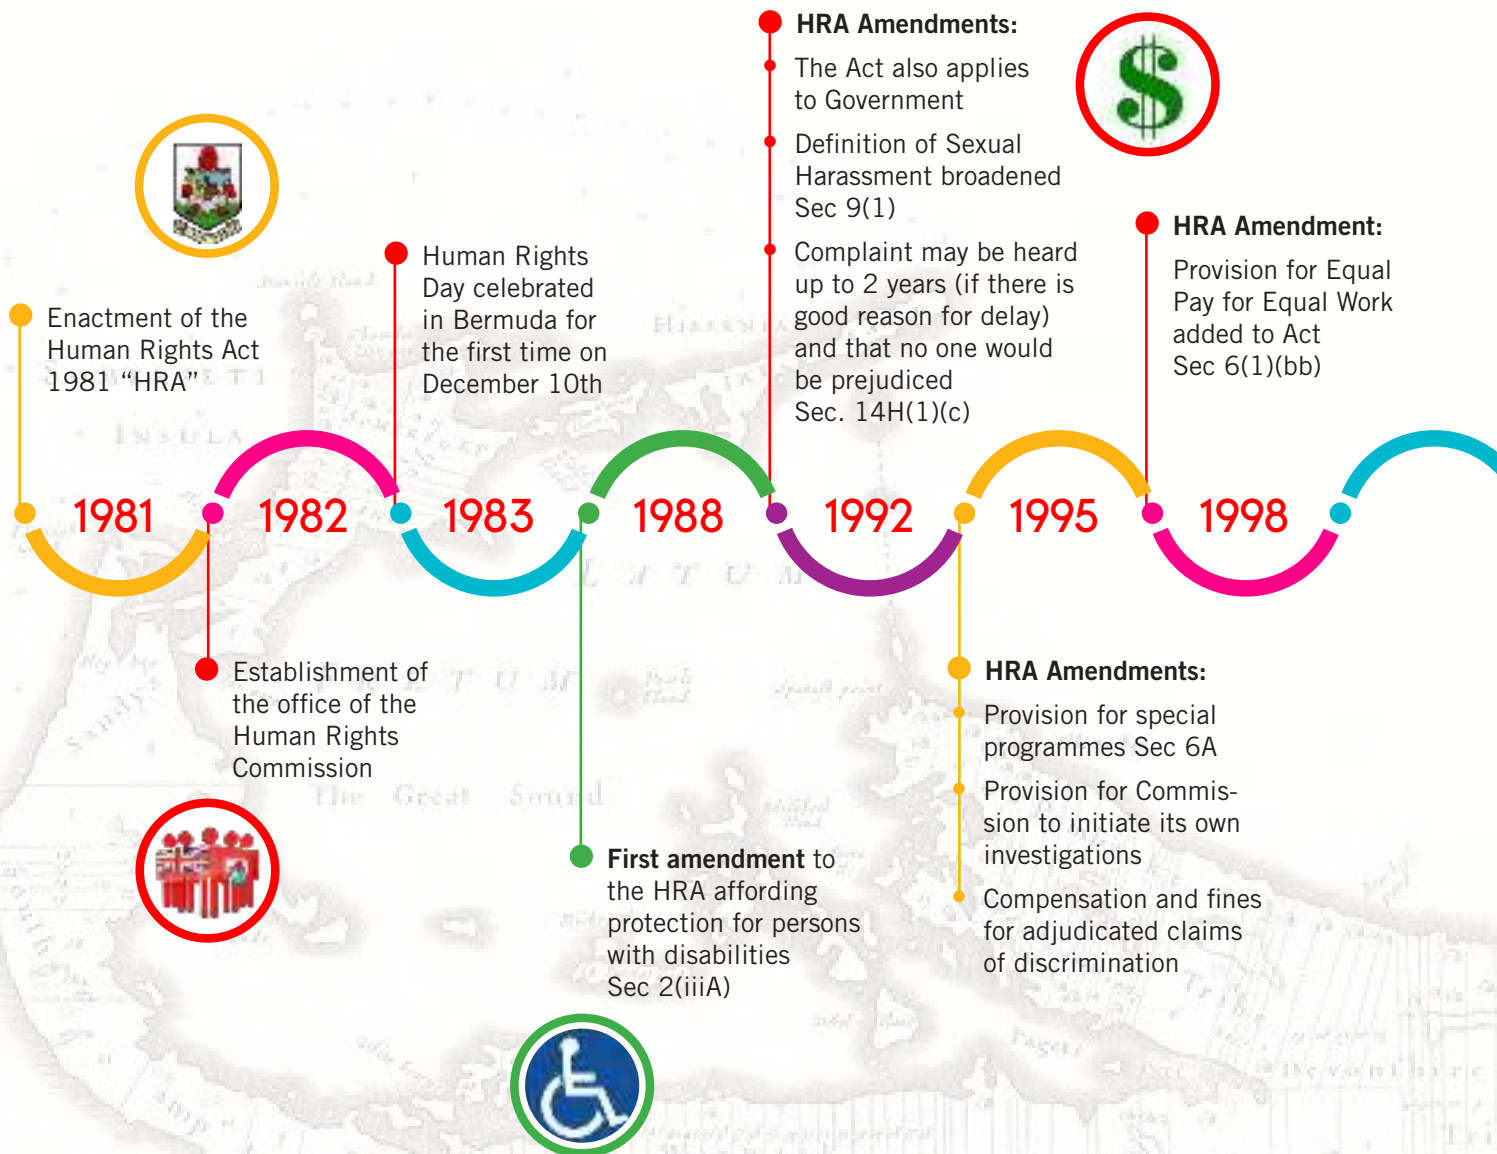 Enactment of the
Human Rights Act
1981 “HRA”
1981
Establishment of
the office of the
Human Rights
Commission
1982
Human Rights
Day celebrated
in Bermuda for
the first time on
December 10th
1983
First amendment to
the HRA affording
protection for persons
with disabilities
Sec 2(iiiA)
1988
HRA Amendments:
The Act also applies
to Government
Definition of Sexual
Harassment broadened
Sec 9(1)
Complaint may be heard
up to 2 years (if there is
good reason for delay)
and that no one would
be prejudiced
Sec. 14H(1)(c)
1992
HRA Amendments:
Provision for special
programmes Sec 6A
Provision for Commis-
sion to initiate its own
investigations
Compensation and fines
for adjudicated claims
of discrimination
1995
HRA Amendment:
Provision for Equal
Pay for Equal Work
added to Act
Sec 6(1)(bb)
1998
$
INSULA
LATUM
FRETUM
The Great Sound
Spanish point
Sandys